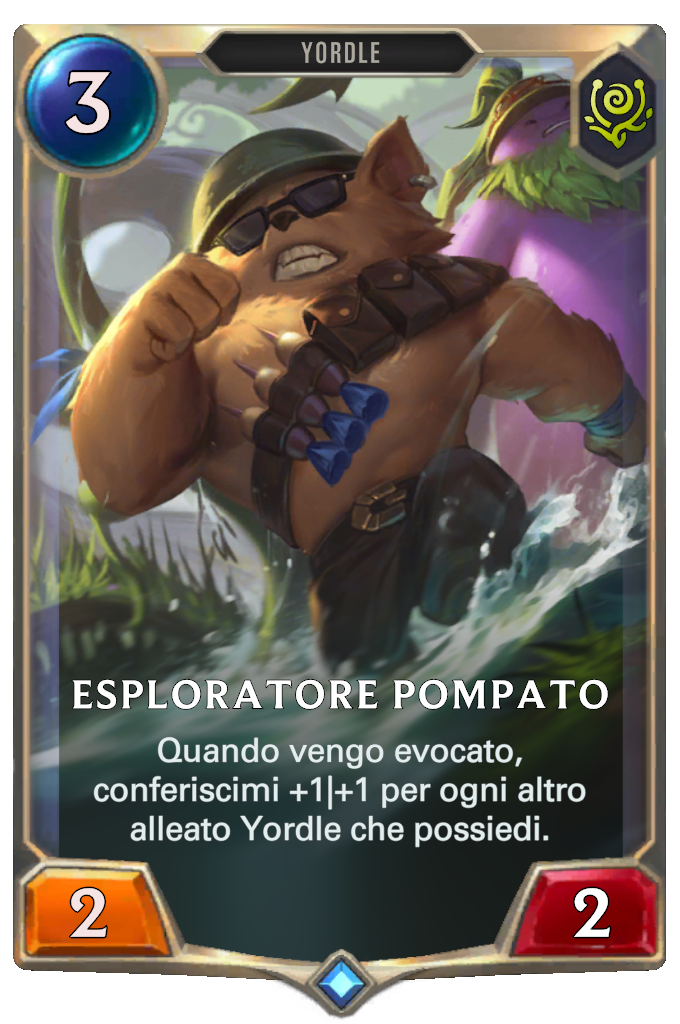 YORDLE
3
ESPLORATORE POMPATO
Quando vengo evocato,
conferiscimi +1|+1 per ogni altro
alleato Yordle che possiedi.
2
2